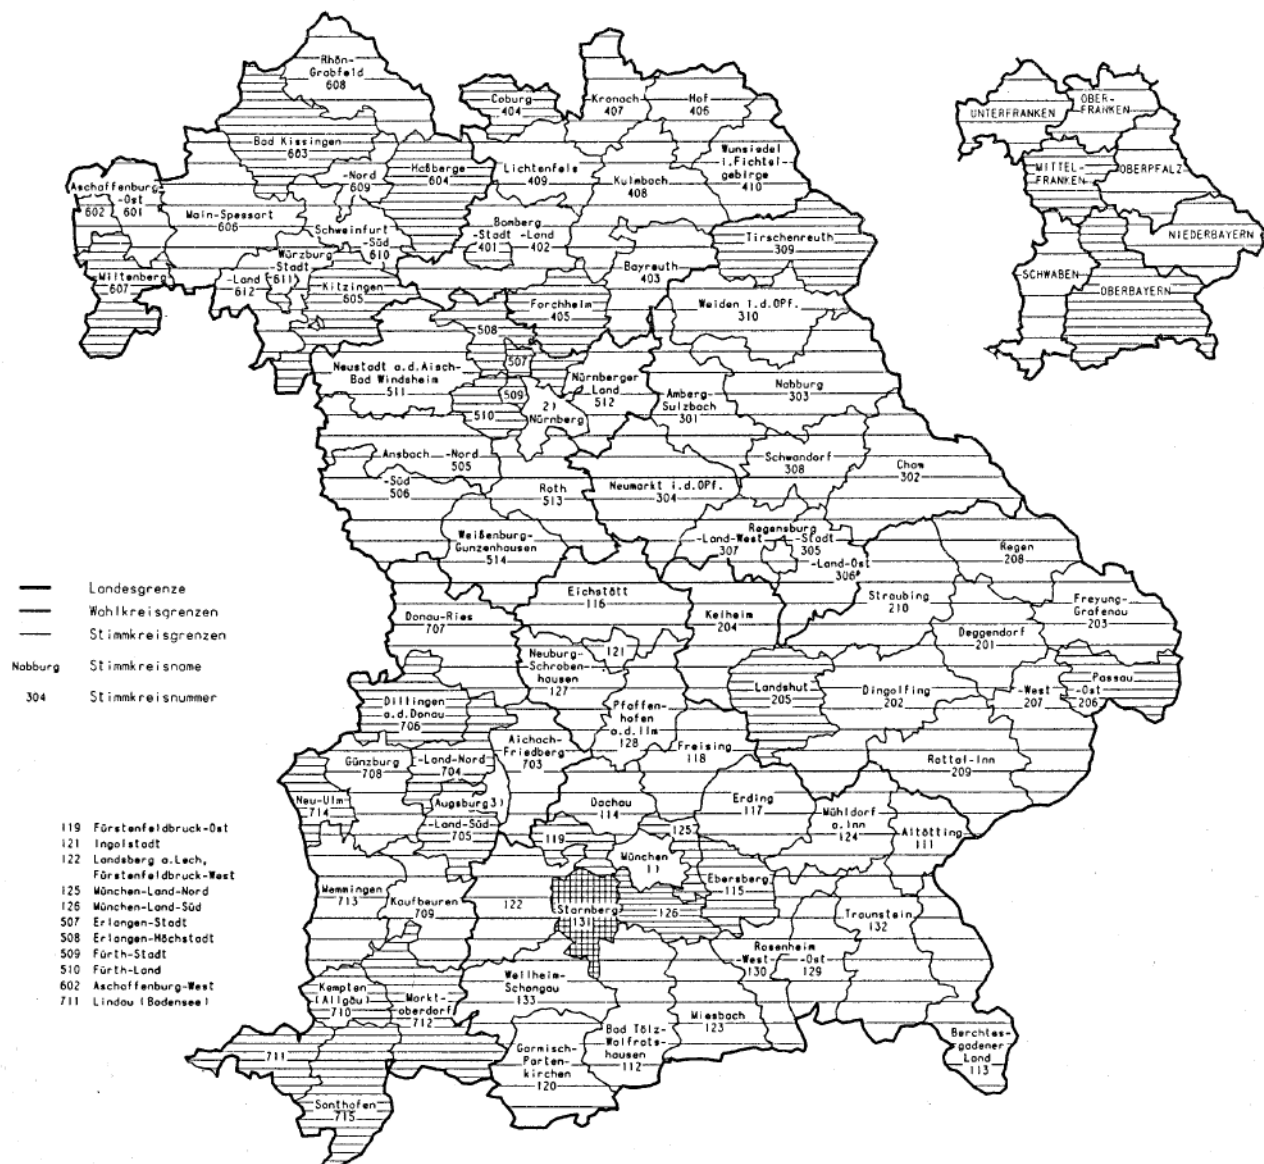 Rhön-
Grabfeld
608
Coburg
404
Kronach
407
Hof
406
Bad Kissingen
603
-Nord
609
Haßberge
604
Lichtenfels
409
Kulmbach
408
Wunsiedel
i.Fichtel-
gebirge
410
Aschaffenburg
-Ost
602 601
Main-Spessart
606
Schweinfurt
-Süd
610
Bamberg
-Stadt -Land
401 402
Tirschenreuth
309
Miltenberg
607
Würzburg
-Stadt
611
-Land
612
Kitzingen
605
Bayreuth
403
Forchheim
405
508
Weiden i.d.OPf.
310
507
Neustadt a.d.Aisch-
Bad Windsheim
511
509
510
2)
Nürnberg
Nürnberger
Land
512
Amberg-
Sulzbach
301
Nabburg
303
Ansbach -Nord
505
-Süd
506
Roth
513
Neumarkt i.d.OPf.
304
Schwandorf
308
Cham
302
Weißenburg-
Gunzenhausen
514
Regensburg
-Land-West
307
-Stadt
305
-Land-Ost
306
Regen
208
Eichstätt
116
Kelheim
204
Straubing
210
Freyung-
Grafenau
203
Donau-Ries
707
Deggendorf
201
Neuburg-
Schroben-
hausen
127
121
Landshut
205
Dingolfing
202
-West
207
Passau
-Ost
206
Dillingen
a.d.Donau
706
Pfaffen-
hofen
a.d.Ilm
128
Aichach-
Friedberg
703
Freising
118
Rottal-Inn
209
Günzburg
708
-Land-Nord
704
Neu-Ulm
714
Augsburg3)
-Land-Süd
705
Dachau
114
Erding
117
Mühldorf
a.Inn
124
Altötting
111
119
125
München
1)
Ebersberg
115
Memmingen
713
Kaufbeuren
709
122
Starnberg
131
126
Traunstein
132
Rosenheim
-West
130
-Ost
129
Kempten
(Allgäu)
710
Markt-
oberdorf
712
Weilheim-
Schongau
133
Miesbach
123
Bad Tölz-
Wolfrats-
hausen
112
Garmisch-
Parten-
kirchen
120
Berchtes-
gadener
Land
113
711
Sonthofen
715
UNTERFRANKEN
OBER-
FRANKEN
MITTEL-
FRANKEN
OBERPFALZ
NIEDERBAYERN
SCHWABEN
OBERBAYERN
Landesgrenze
Wahlkreisgrenzen
Stimmkreisgrenzen
Nabburg Stimmkreisname
304 Stimmkreisnummer
119 Fürstenfeldbruck-Ost
121 Ingolstadt
122 Landsberg a.Lech,
Fürstenfeldbruck-West
125 München-Land-Nord
126 München-Land-Süd
507 Erlangen-Stadt
508 Erlangen-Höchstadt
509 Fürth-Stadt
510 Fürth-Land
602 Aschaffenburg-West
711 Lindau (Bodensee)